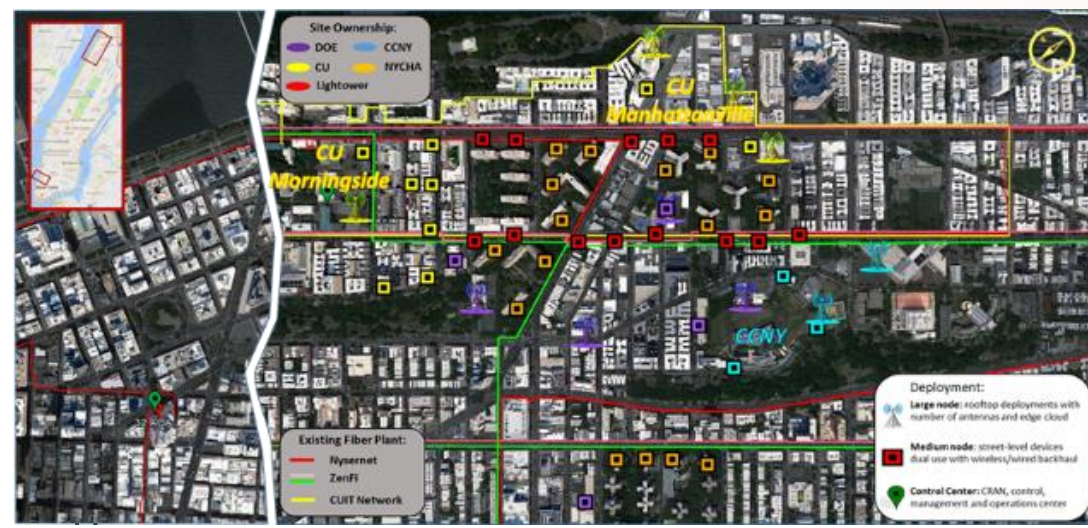 Site Ownership:
DOE
CCNY
CU
NYCHA
Lightower
CU
Manhattanville
CU
Morningside
CCNY
Existing Fiber Plant:
Nysernet
ZenFi
CUIT Network
Deployment:
Large node: rooftop deployments with
number of antennas and edge cloud
Medium node: street-level devices
dual use with wireless/wired backhaul
Control Center: CRAN, control,
management and operations center